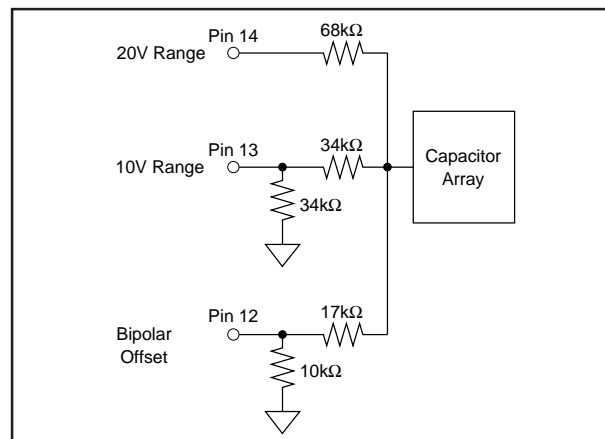 Pin 14
68kΩ
20V Range
Pin 13
34kΩ
10V Range
Capacitor
Array
34kΩ
Pin 12
17kΩ
Bipolar
Offset
10kΩ